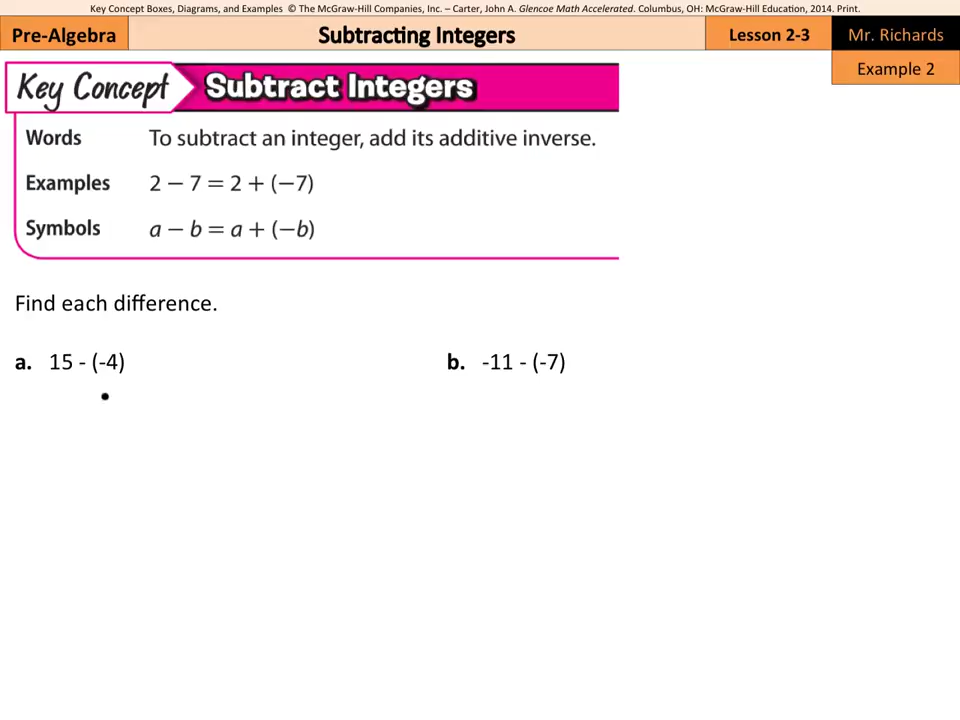 Key Concept Boxes, Diagrams, and Examples © The McGraw-Hill Companies, Inc. – Carter, John A. Glencoe Math Accelerated. Columbus, OH: McGraw-Hill Education, 2014. Print.
Pre-Algebra
Subtracting Integers
Lesson 2-3
Mr. Richards
Example 2
Key Concept
Subtract Integers
Words To subtract an integer, add its additive inverse.
Examples 2 − 7 = 2 + (−7)
Symbols a − b = a + (−b)
Find each difference.
a. 15 - (-4)
b. -11 - (-7)